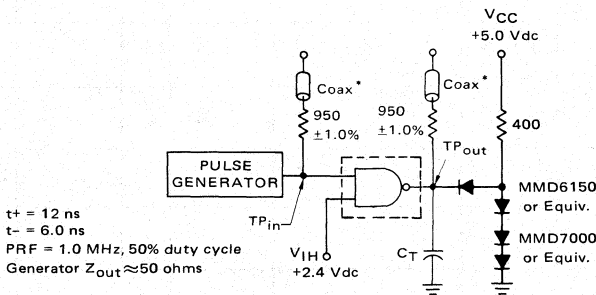 VCC
+5.0 Vdc
Coax*
Coax*
950
±1.0%
950
±1.0%
400
TPout
PULSE
GENERATOR
MMD6150
or Equiv.
TPin
t+ = 12 ns
t− = 6.0 ns
PRF = 1.0 MHz, 50% duty cycle
Generator Zout ≈50 ohms
VIH
+2.4 Vdc
CT
MMD7000
or Equiv.